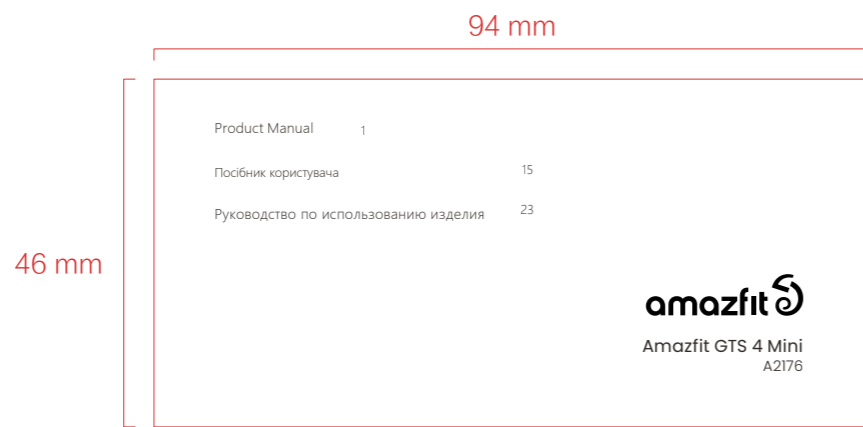 94 mm
46 mm
Product Manual 1
Посібник користувача 15
Руководство по использованию изделия 23
amazfit
Amazfit GTS 4 Mini
A2176